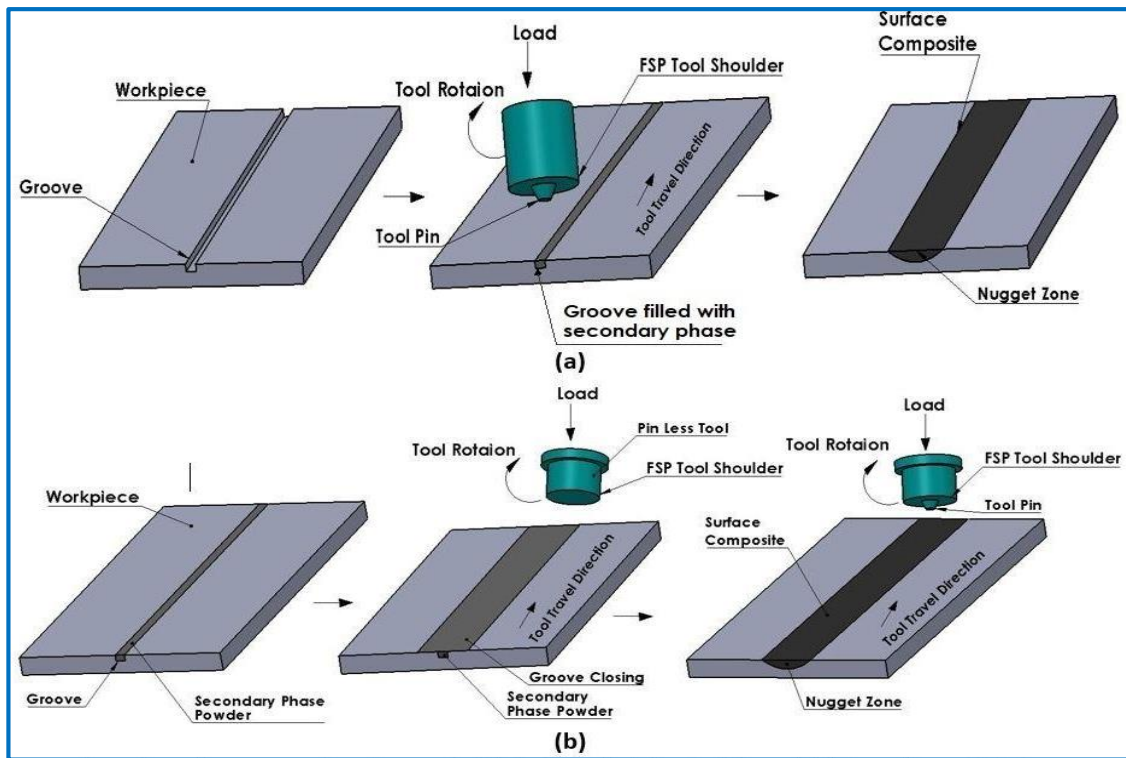 Load
FSP Tool Shoulder
Tool Rotaion
Workpiece
Groove
Tool Pin
Tool Travel Direction
Groove filled with
secondary phase
Surface
Composite
Nugget Zone
(a)
Workpiece
Groove
Secondary Phase
Powder
Load
Pin Less Tool
Tool Rotaion
FSP Tool Shoulder
Tool Travel Direction
Groove Closing
Secondary
Phase Powder
Load
Tool Rotaion
FSP Tool Shoulder
Tool Pin
Surface
Composite
Tool Travel Direction
Nugget Zone
(b)